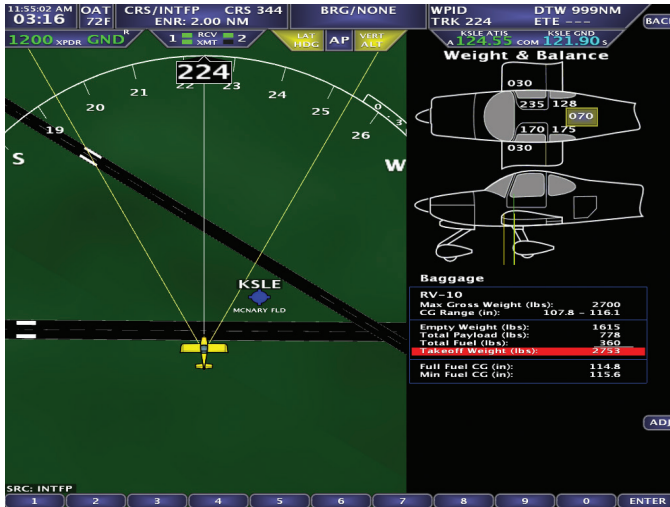 11:55:02 AM
03:16
OAT
72F
CRS/INTFP CRS 344
ENR: 2.00 NM
BRG/NONE
WPID DTW 999NM
TRK 224 ETE ---
BAC
1200 XPDR GND R
1 RCV 2
XMT
LAT
HDG
AP
VERT
ALT
KSLE ATIS KSLE GND
A 124.55 COM 121.90 S
Weight & Balance
224
19
20
21
22
23
24
25
26
0.3
S
W
030
235 128
070
170 175
030
KSLE
MCNARY FLD
Baggage
RV-10
Max Gross Weight (lbs): 2700
CG Range (in): 107.8 - 116.1
Empty Weight (lbs): 1615
Total Payload (lbs): 778
Total Fuel (lbs): 360
Takeoff Weight (lbs): 2753
Full Fuel CG (in): 114.8
Min Fuel CG (in): 115.6
ADJ
SRC: INTFP
1 2 3 4 5 6 7 8 9 0 ENTER